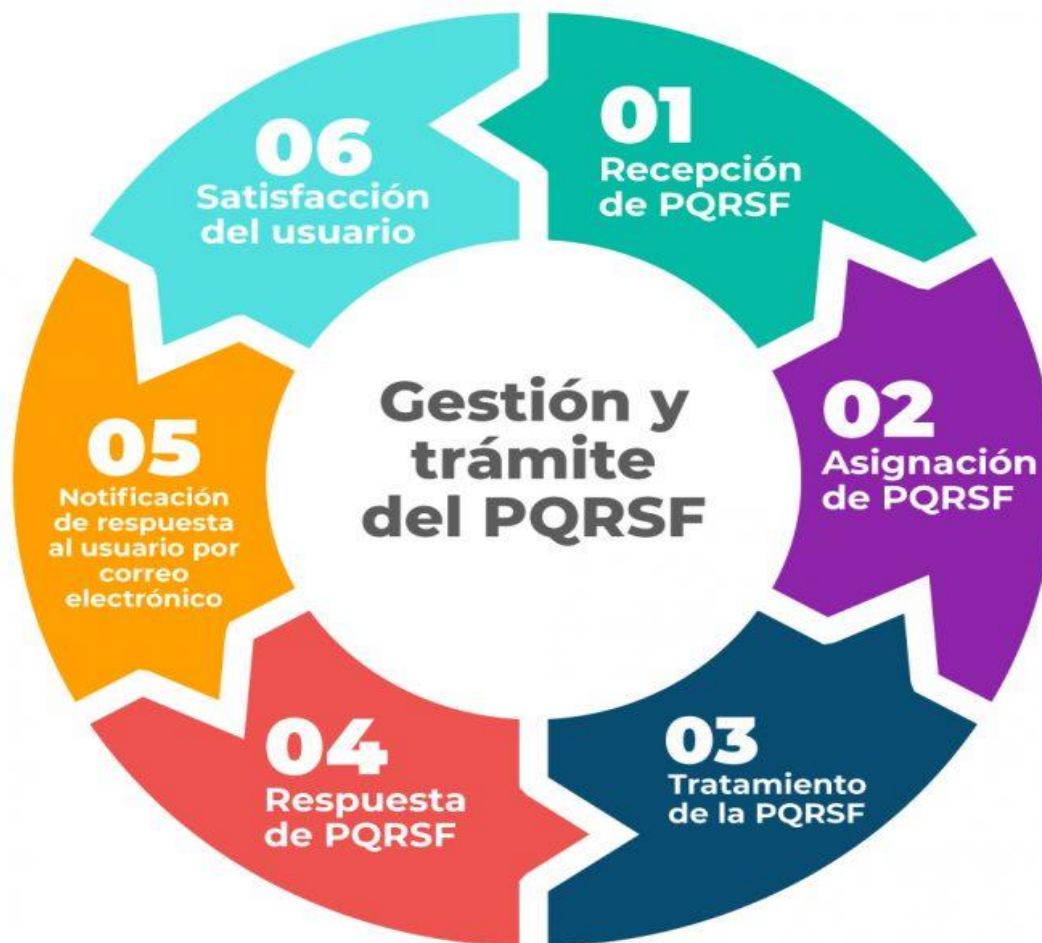 Gestión y
trámite
del PQRSF
01
Recepción
de PQRSF
02
Asignación
de PQRSF
03
Tratamiento
de la PQRSF
04
Respuesta
de PQRSF
05
Notificación
de respuesta
al usuario por
correo
electrónico
06
Satisfacción
del usuario